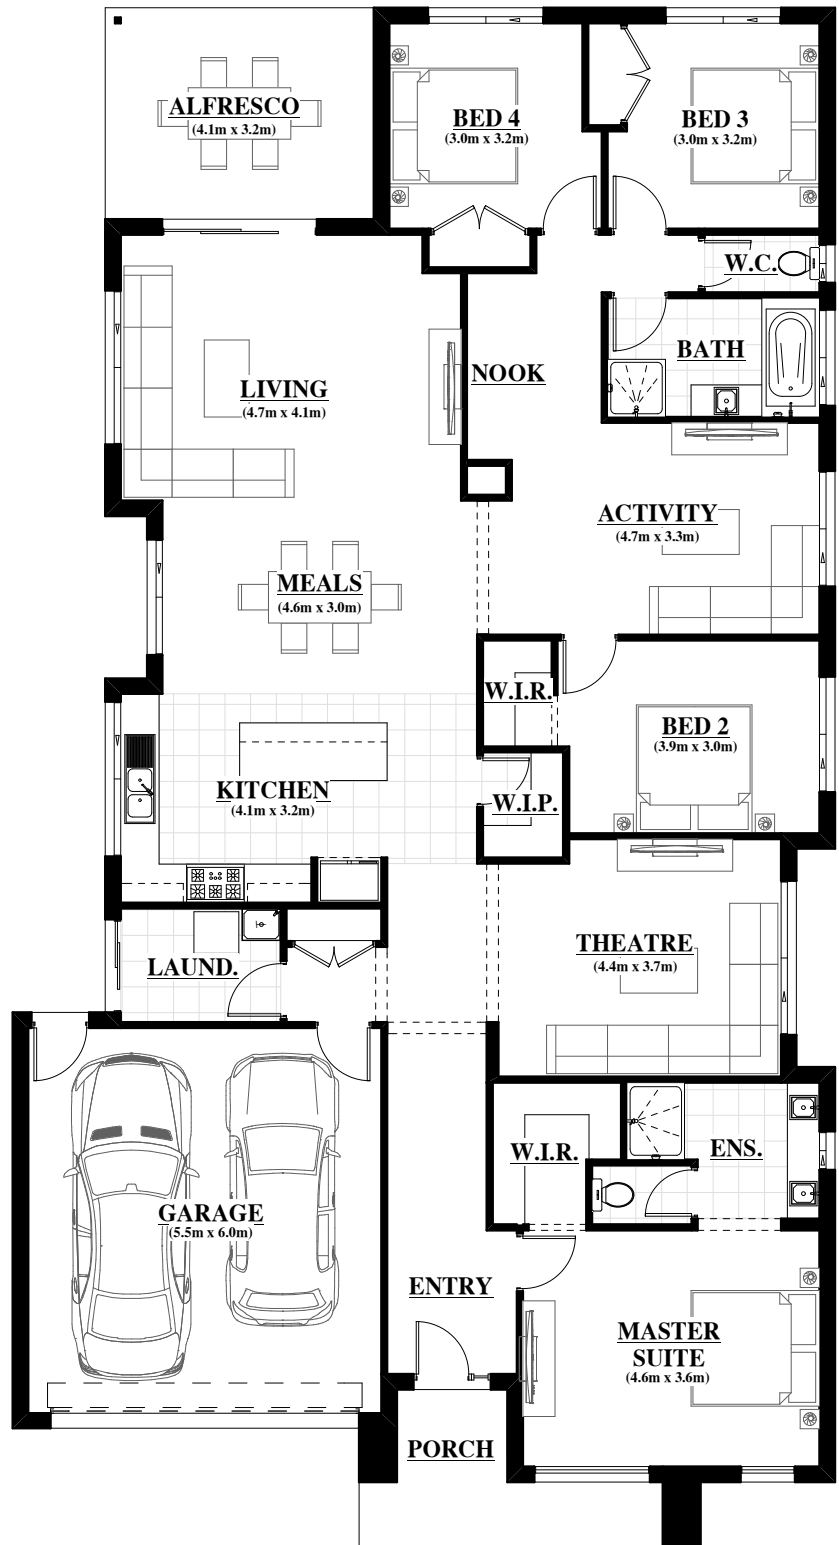 ALFRESCO
(4.1m x 3.2m)
BED 4
(3.0m x 3.2m)
BED 3
(3.0m x 3.2m)
W.C.
BATH
NOOK
LIVING
(4.7m x 4.1m)
ACTIVITY
(4.7m x 3.3m)
MEALS
(4.6m x 3.0m)
W.I.R.
BED 2
(3.9m x 3.0m)
KITCHEN
(4.1m x 3.2m)
W.I.P.
THEATRE
(4.4m x 3.7m)
LAUND.
W.I.R.
ENS.
GARAGE
(5.5m x 6.0m)
ENTRY
MASTER
SUITE
(4.6m x 3.6m)
PORCH